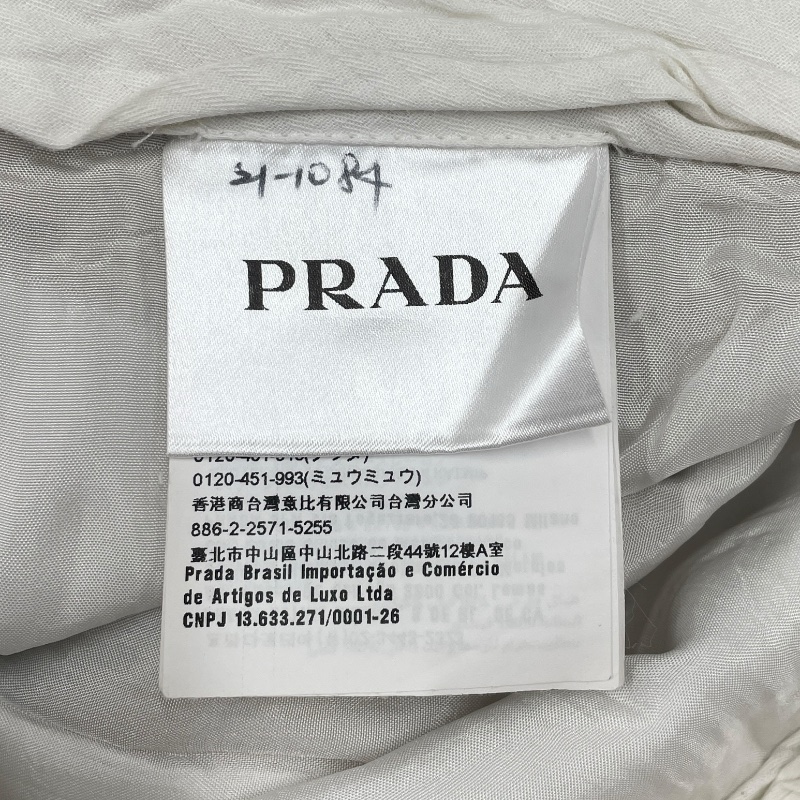 21-1084
PRADA
0120-451-993(ミュウミュウ)
香港商台灣意比有限公司台灣分公司
886-2-2571-5255
臺北市中山區中山北路二段44號12樓A室
Prada Brasil Importação e Comércio
de Artigos de Luxo Ltda
CNPJ 13.633.271/0001-26